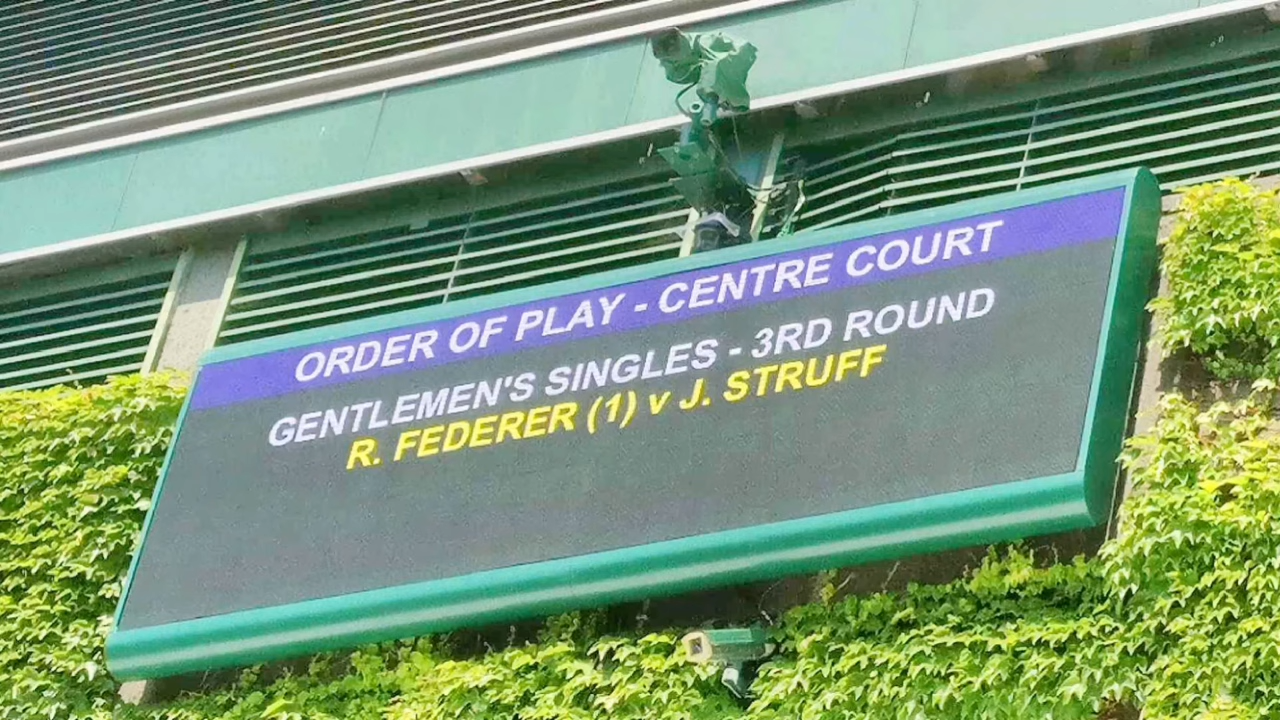 ORDER OF PLAY - CENTRE COURT
GENTLEMEN'S SINGLES - 3RD ROUND
R. FEDERER (1) v J. STRUFF